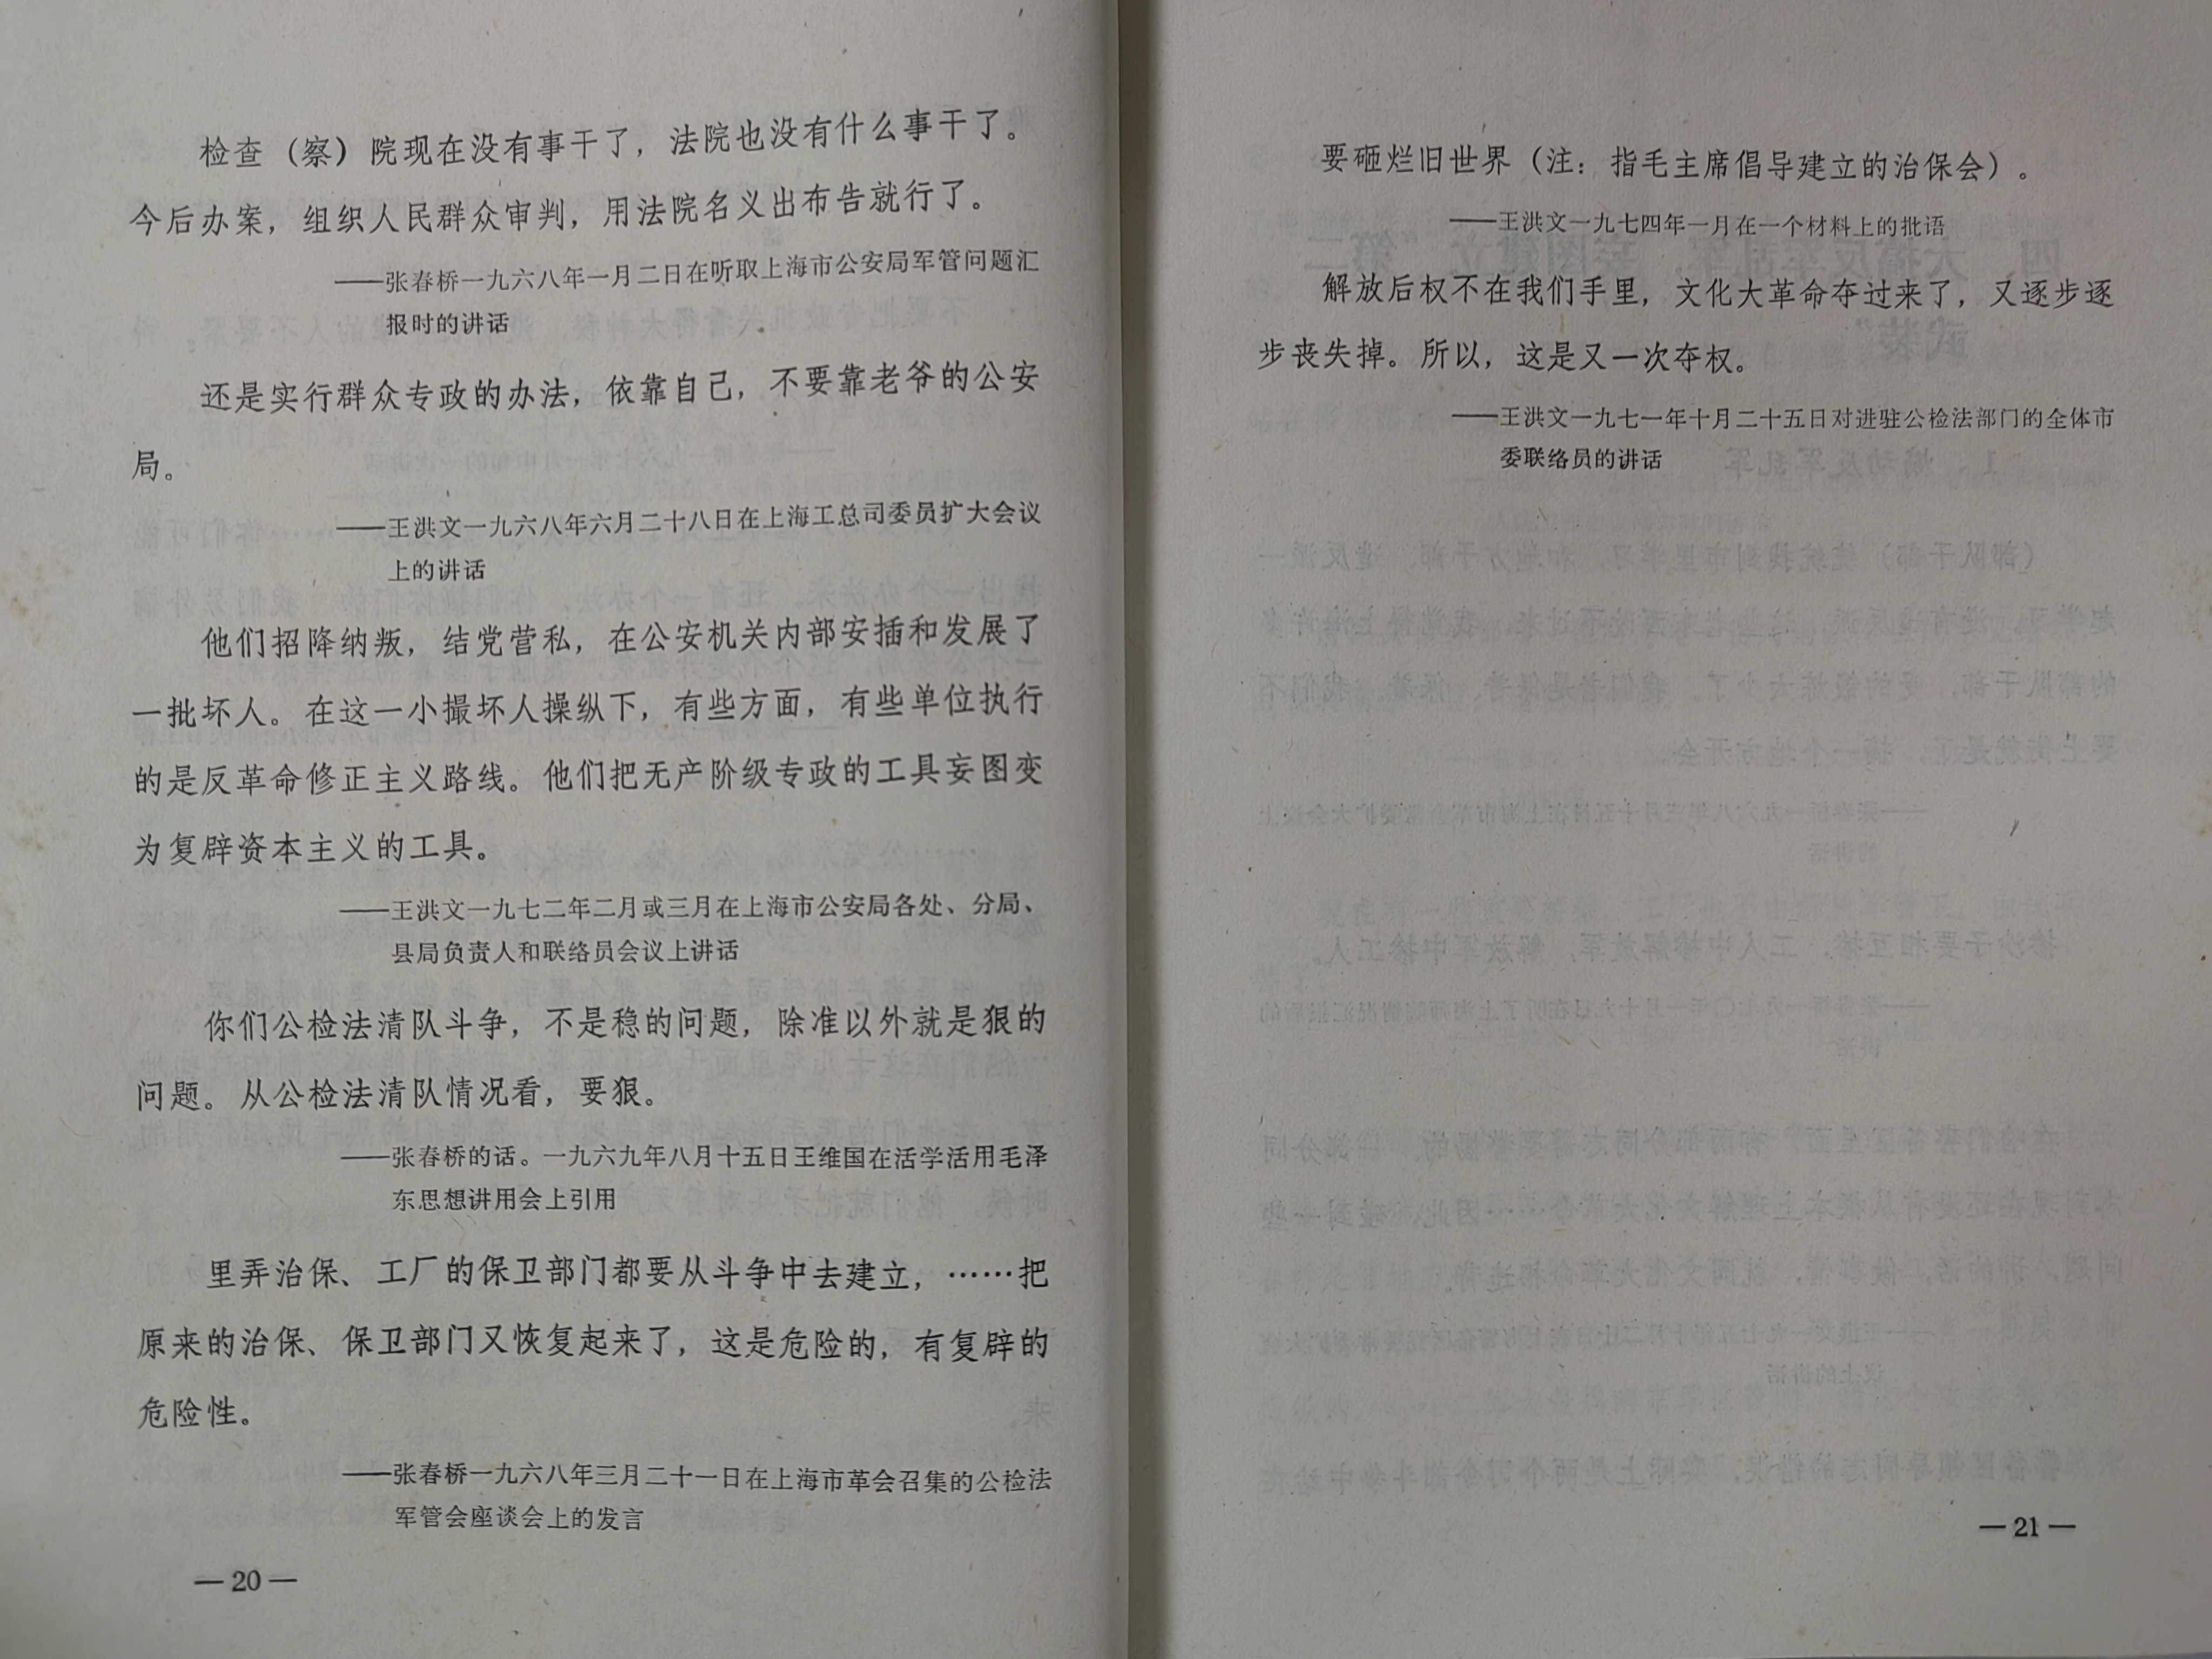 检查（察）院现在没有事干了，法院也没有什么事干了。
今后办案，组织人民群众审判，用法院名义出布告就行了。
——张春桥一九六八年一月二日在听取上海市公安局军管问题汇
报时的讲话
还是实行群众专政的办法，依靠自己，不要靠老爷的公安
局。
——王洪文一九六八年六月二十八日在上海工总司委员扩大会议
上的讲话
他们招降纳叛，结党营私，在公安机关内部安插和发展了
一批坏人。在这一小撮坏人操纵下，有些方面，有些单位执行
的是反革命修正主义路线。他们把无产阶级专政的工具妄图变
为复辟资本主义的工具。
——王洪文一九七二年二月或三月在上海市公安局各处、分局、
县局负责人和联络员会议上讲话
你们公检法清队斗争，不是稳的问题，除准以外就是狠的
问题。从公检法清队情况看，要狠。
——张春桥的话。一九六九年八月十五日王维国在活学活用毛泽
东思想讲用会上引用
里弄治保、工厂的保卫部门都要从斗争中去建立，……把
原来的治保、保卫部门又恢复起来了，这是危险的，有复辟的
危险性。
——张春桥一九六八年三月二十一日在上海市革会召集的公检法
军管会座谈会上的发言
— 20 —
要砸烂旧世界（注：指毛主席倡导建立的治保会）。
——王洪文一九七四年一月在一个材料上的批语
解放后权不在我们手里，文化大革命夺过来了，又逐步逐
步丧失掉。所以，这是又一次夺权。
——王洪文一九七一年十月二十五日对进驻公检法部门的全体市
委联络员的讲话
— 21 —